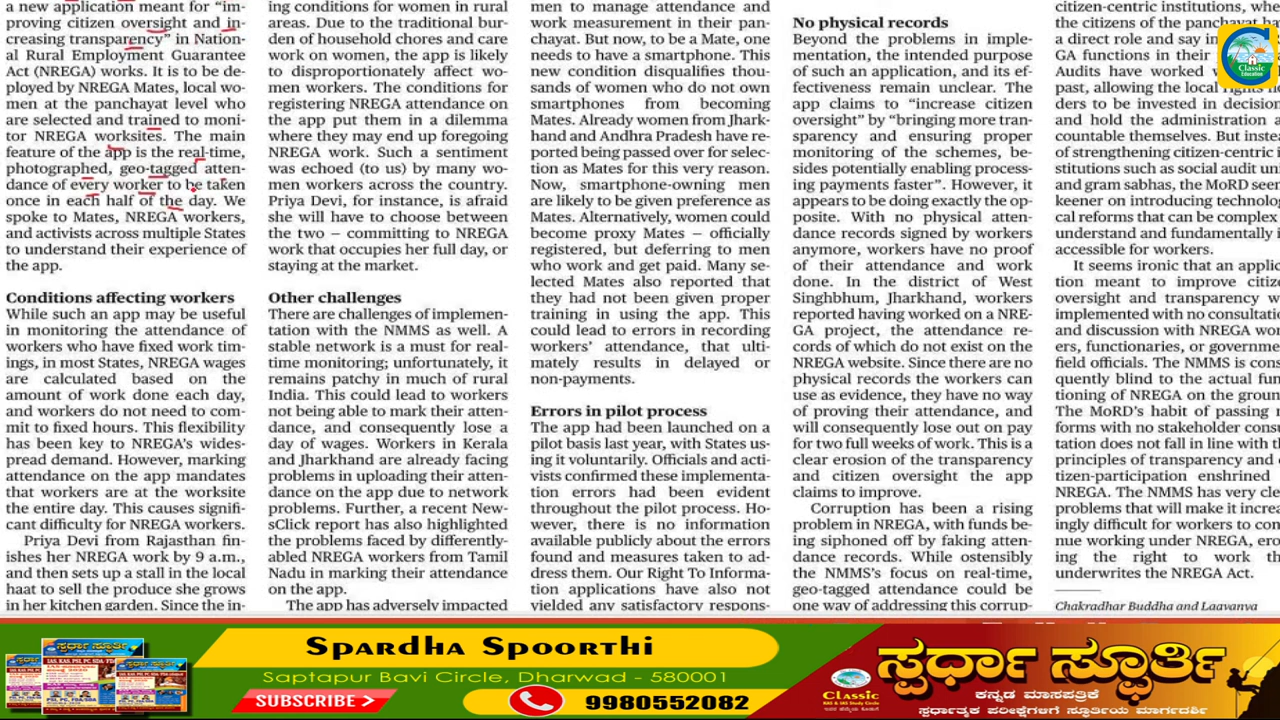 a new application meant for “im-
proving citizen oversight and in-
creasing transparency” in Nation-
al Rural Employment Guarantee
Act (NREGA) works. It is to be de-
ployed by NREGA Mates, local wo-
men at the panchayat level who
are selected and trained to moni-
tor NREGA worksites. The main
feature of the app is the real-time,
photographed, geo-tagged atten-
dance of every worker to be taken
once in each half of the day. We
spoke to Mates, NREGA workers,
and activists across multiple States
to understand their experience of
the app.
Conditions affecting workers
While such an app may be useful
in monitoring the attendance of
workers who have fixed work tim-
ings, in most States, NREGA wages
are calculated based on the
amount of work done each day,
and workers do not need to com-
mit to fixed hours. This flexibility
has been key to NREGA’s wides-
pread demand. However, marking
attendance on the app mandates
that workers are at the worksite
the entire day. This causes signifi-
cant difficulty for NREGA workers.
Priya Devi from Rajasthan fin-
ishes her NREGA work by 9 a.m.,
and then sets up a stall in the local
haat to sell the produce she grows
in her kitchen garden. Since the in-
ing conditions for women in rural
areas. Due to the traditional bur-
den of household chores and care
work on women, the app is likely
to disproportionately affect wo-
men workers. The conditions for
registering NREGA attendance on
the app put them in a dilemma
where they may end up foregoing
NREGA work. Such a sentiment
was echoed (to us) by many wo-
men workers across the country.
Priya Devi, for instance, is afraid
she will have to choose between
the two – committing to NREGA
work that occupies her full day, or
staying at the market.
Other challenges
There are challenges of implemen-
tation with the NMMS as well. A
stable network is a must for real-
time monitoring; unfortunately, it
remains patchy in much of rural
India. This could lead to workers
not being able to mark their atten-
dance, and consequently lose a
day of wages. Workers in Kerala
and Jharkhand are already facing
problems in uploading their atten-
dance on the app due to network
problems. Further, a recent New-
sClick report has also highlighted
the problems faced by differently-
abled NREGA workers from Tamil
Nadu in marking their attendance
on the app.
The app has adversely impacted
men to manage attendance and
work measurement in their pan-
chayat. But now, to be a Mate, one
needs to have a smartphone. This
new condition disqualifies thou-
sands of women who do not own
smartphones from becoming
Mates. Already women from Jhark-
hand and Andhra Pradesh have re-
ported being passed over for selec-
tion as Mates for this very reason.
Now, smartphone-owning men
are likely to be given preference as
Mates. Alternatively, women could
become proxy Mates – officially
registered, but deferring to men
who work and get paid. Many se-
lected Mates also reported that
they had not been given proper
training in using the app. This
could lead to errors in recording
workers’ attendance, that ulti-
mately results in delayed or
non-payments.
Errors in pilot process
The app had been launched on a
pilot basis last year, with States us-
ing it voluntarily. Officials and acti-
vists confirmed these implementa-
tion errors had been evident
throughout the pilot process. Ho-
wever, there is no information
available publicly about the errors
found and measures taken to ad-
dress them. Our Right To Informa-
tion applications have also not
yielded any satisfactory respons-
No physical records
Beyond the problems in imple-
mentation, the intended purpose
of such an application, and its ef-
fectiveness remain unclear. The
app claims to “increase citizen
oversight” by “bringing more tran-
sparency and ensuring proper
monitoring of the schemes, be-
sides potentially enabling process-
ing payments faster”. However, it
appears to be doing exactly the op-
posite. With no physical atten-
dance records signed by workers
anymore, workers have no proof
of their attendance and work
done. In the district of West
Singhbhum, Jharkhand, workers
reported having worked on a NRE-
GA project, the attendance re-
cords of which do not exist on the
NREGA website. Since there are no
physical records the workers can
use as evidence, they have no way
of proving their attendance, and
will consequently lose out on pay
for two full weeks of work. This is a
clear erosion of the transparency
and citizen oversight the app
claims to improve.
Corruption has been a rising
problem in NREGA, with funds be-
ing siphoned off by faking atten-
dance records. While ostensibly
the NMMS’s focus on real-time,
geo-tagged attendance could be
one way of addressing this corrup-
citizen-centric institutions, whe
the citizens of the panchayat ha
a direct role and say in
GA functions in their
Audits have worked
past, allowing the local
ders to be invested in decision
and hold the administration a
countable themselves. But inste
of strengthening citizen-centric i
stitutions such as social audit un
and gram sabhas, the MoRD seem
keener on introducing technolog
cal reforms that can be complex
understand and fundamentally i
accessible for workers.
It seems ironic that an applic
tion meant to improve citize
oversight and transparency w
implemented with no consultatio
and discussion with NREGA wor
ers, functionaries, or governme
field officials. The NMMS is cons
quently blind to the actual fun
tioning of NREGA on the groun
The MoRD’s habit of passing r
forms with no stakeholder consu
tation does not fall in line with th
principles of transparency and c
tizen-participation enshrined
NREGA. The NMMS has very clea
problems that will make it increa
ingly difficult for workers to con
nue working under NREGA, ero
ing the right to work th
underwrites the NREGA Act.
Chakradhar Buddha and Laavanya
Classic
Education
Spardha Spoorthi
Saptapur Bavi Circle, Dharwad - 580001
SUBSCRIBE
9980552082
Classic
KAS & IAS Study Circle
ಸ್ಪರ್ಧಾ ಸ್ಫೂರ್ತಿ
ಕನ್ನಡ ಮಾಸಪತ್ರಿಕೆ
ಸ್ಪರ್ಧಾತ್ಮಕ ಪರೀಕ್ಷೆಗಳಿಗೆ ಸ್ಫೂರ್ತಿಯ ಮಾರ್ಗದರ್ಶಿ